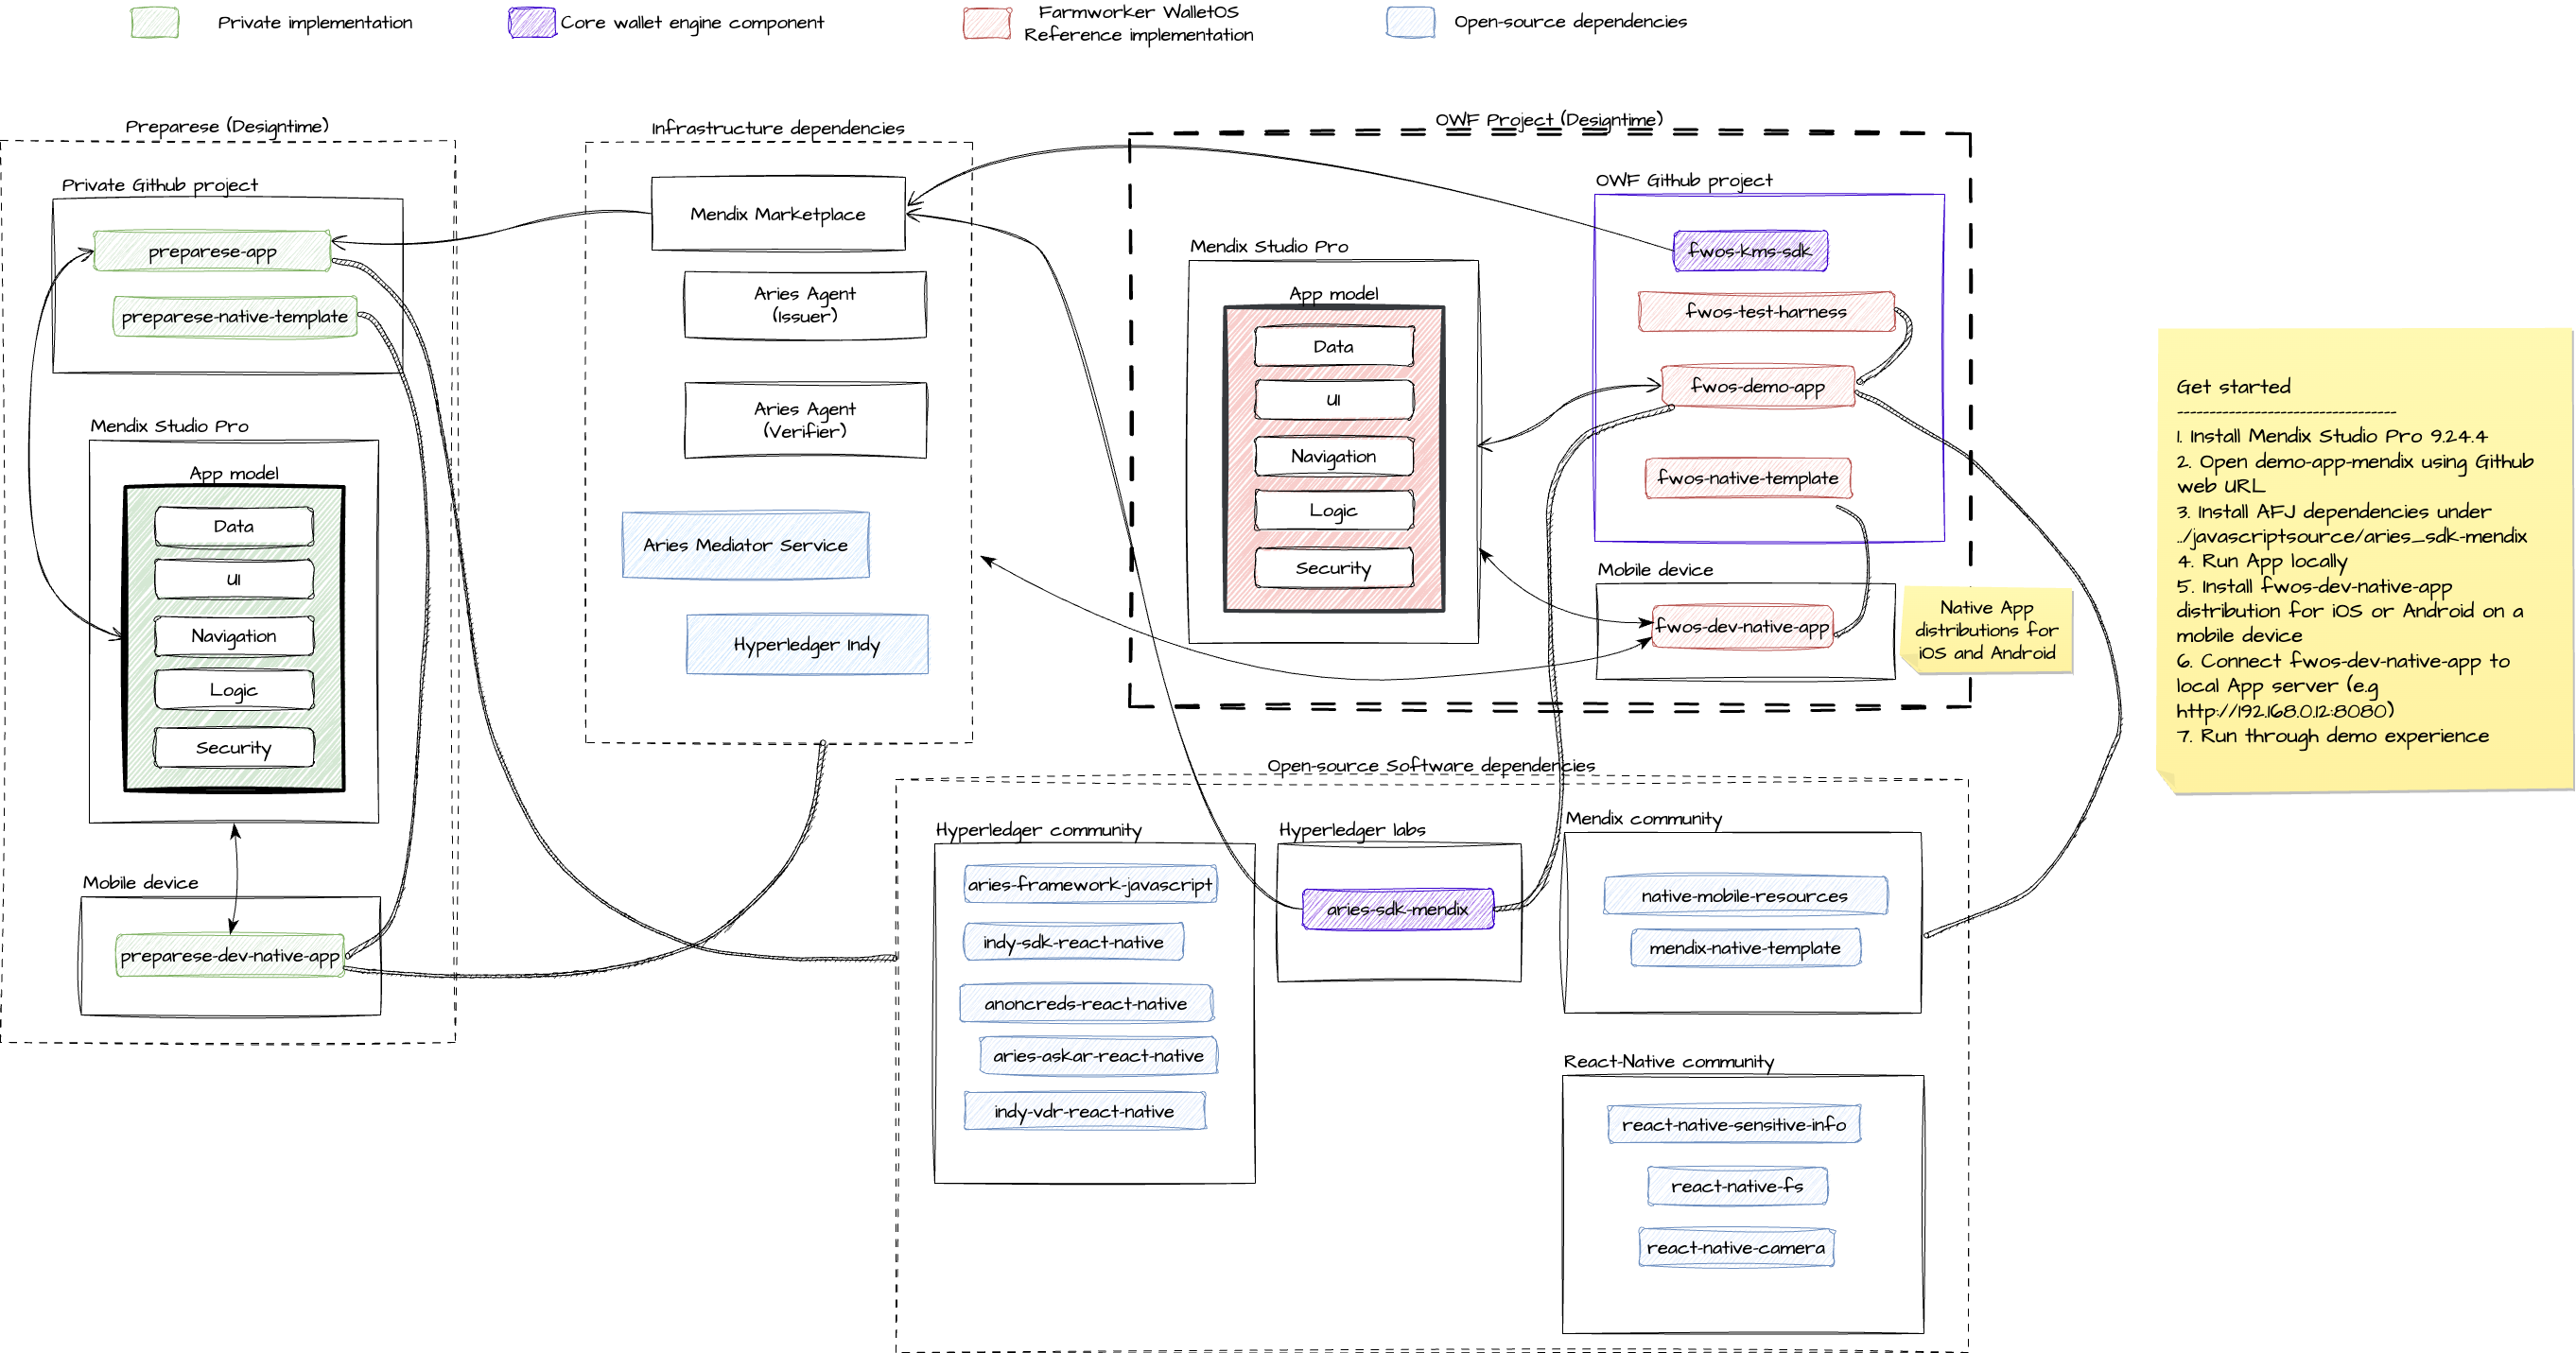 Private implementation
Core wallet engine component
Farmworker WalletOS
Reference implementation
Open-source dependencies
Preparese (Designtime)
Private Github project
preparese-app
preparese-native-template
Mendix Studio Pro
App model
Data
UI
Navigation
Logic
Security
Mobile device
preparese-dev-native-app
Infrastructure dependencies
Mendix Marketplace
Aries Agent
(Issuer)
Aries Agent
(Verifier)
Aries Mediator Service
Hyperledger Indy
OWF Project (Designtime)
Mendix Studio Pro
App model
Data
UI
Navigation
Logic
Security
OWF Github project
fwos-kms-sdk
fwos-test-harness
fwos-demo-app
fwos-native-template
Mobile device
fwos-dev-native-app
Native App
distributions for
iOS and Android
Open-source Software dependencies
Hyperledger community
aries-framework-javascript
indy-sdk-react-native
anoncreds-react-native
aries-askar-react-native
indy-vdr-react-native
Hyperledger labs
aries-sdk-mendix
Mendix community
native-mobile-resources
mendix-native-template
React-Native community
react-native-sensitive-info
react-native-fs
react-native-camera
Get started
-----------------------------------
1. Install Mendix Studio Pro 9.24.4
2. Open demo-app-mendix using Github
web URL
3. Install AFJ dependencies under
../javascriptsource/aries_sdk-mendix
4. Run App locally
5. Install fwos-dev-native-app
distribution for iOS or Android on a
mobile device
6. Connect fwos-dev-native-app to
local App server (e.g
http://192.168.0.12:8080)
7. Run through demo experience